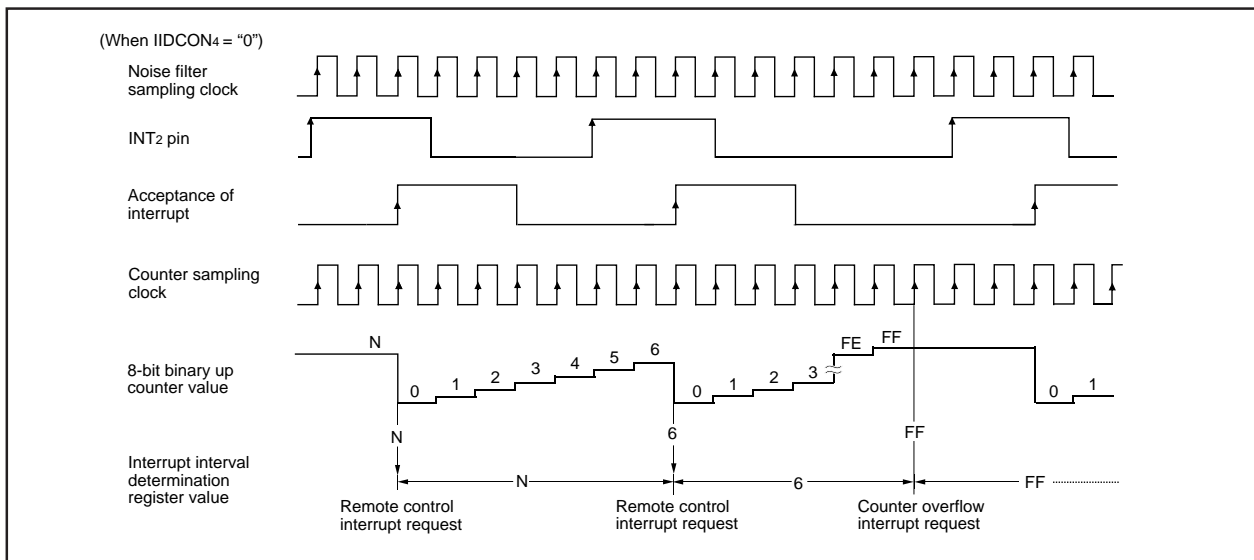 (When IIDCON4 = “0”)
Noise filter
sampling clock
INT2 pin
Acceptance of
interrupt
Counter sampling
clock
8-bit binary up
counter value
N
0
1
2
3
4
5
6
0
1
2
3
FE
FF
0
1
N
6
FF
Interrupt interval
determination
register value
N
6
FF
Remote control
interrupt request
Remote control
interrupt request
Counter overflow
interrupt request